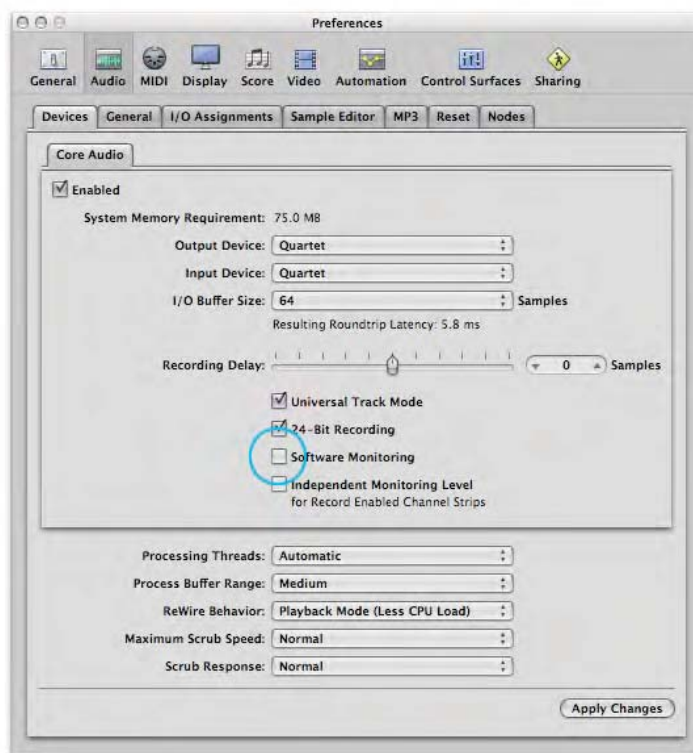 Preferences
General Audio MIDI Display Score Video Automation Control Surfaces Sharing
Devices General I/O Assignments Sample Editor MP3 Reset Nodes
Core Audio
Enabled
System Memory Requirement: 75.0 MB
Output Device: Quartet
Input Device: Quartet
I/O Buffer Size: 64 Samples
Resulting Roundtrip Latency: 5.8 ms
Recording Delay: 0 Samples
Universal Track Mode
24-Bit Recording
Software Monitoring
Independent Monitoring Level
for Record Enabled Channel Strips
Processing Threads: Automatic
Process Buffer Range: Medium
ReWire Behavior: Playback Mode (Less CPU Load)
Maximum Scrub Speed: Normal
Scrub Response: Normal
Apply Changes